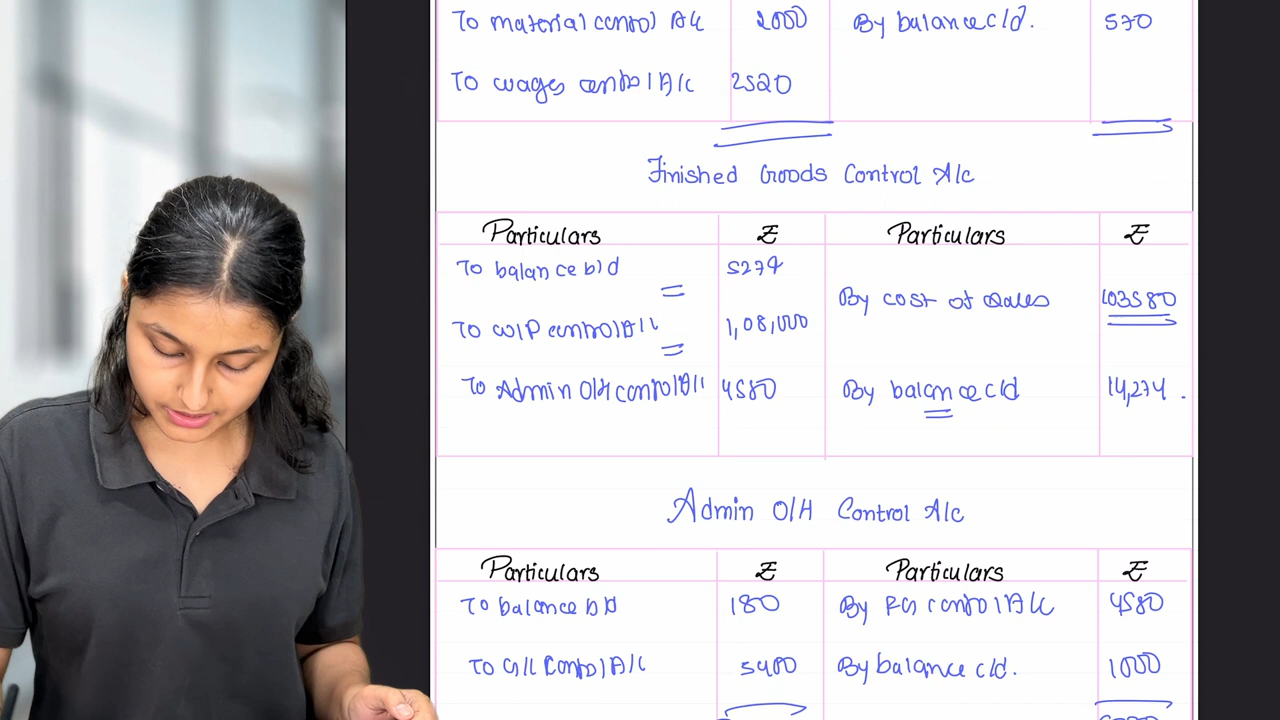 To material control A/c 2000 By balance c/d. 570
To wages control A/c 2520
Finished Goods Control A/c
Particulars ₹ Particulars ₹
To balance b/d 5274
By cost of sales 103580
To WIP control A/c 1,08,000
To Admin O/H control A/c 4580 By balance c/d 14,274.
Admin O/H Control A/c
Particulars ₹ Particulars ₹
To balance b/d 180 By FG control A/c 4580
To G/L control A/c 5400 By balance c/d. 1000